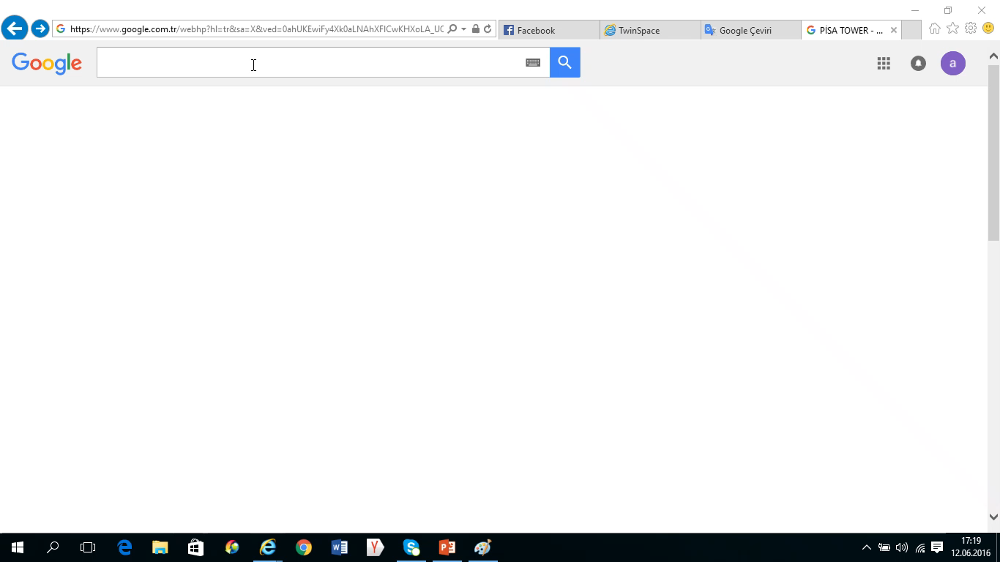 https://www.google.com.tr/webhp?hl=tr&sa=X&ved=0ahUKEwiFy4Xk0aLNAhXFICwKHXoLA_UC
Facebook
TwinSpace
Google Çeviri
PİSA TOWER - ...
Google
a
17:19
12.06.2016